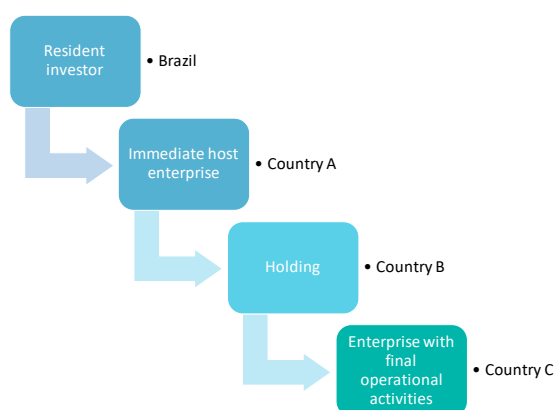 Resident
investor
• Brazil
Immediate host
enterprise
• Country A
Holding
• Country B
Enterprise with
final
operational
activities
• Country C